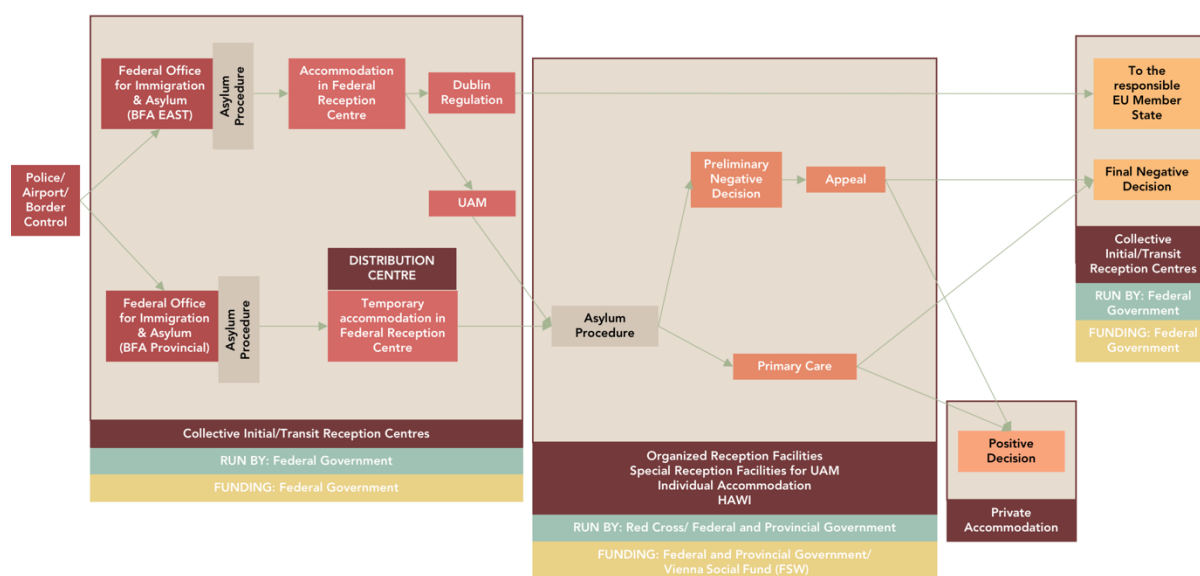 Police/
Airport/
Border
Control
Federal Office
for Immigration
& Asylum
(BFA EAST)
Asylum
Procedure
Accommodation
in Federal
Reception
Centre
Dublin
Regulation
UAM
Federal Office
for Immigration
& Asylum
(BFA Provincial)
Asylum
Procedure
DISTRIBUTION
CENTRE
Temporary
accommodation in
Federal Reception
Centre
Collective Initial/Transit Reception Centres
RUN BY: Federal Government
FUNDING: Federal Government
Asylum
Procedure
Preliminary
Negative
Decision
Appeal
Primary Care
Organized Reception Facilities
Special Reception Facilities for UAM
Individual Accommodation
HAWI
RUN BY: Red Cross/ Federal and Provincial Government
FUNDING: Federal and Provincial Government/
Vienna Social Fund (FSW)
To the
responsible
EU Member
State
Final Negative
Decision
Collective
Initial/Transit
Reception Centres
RUN BY: Federal
Government
FUNDING: Federal
Government
Positive
Decision
Private
Accommodation